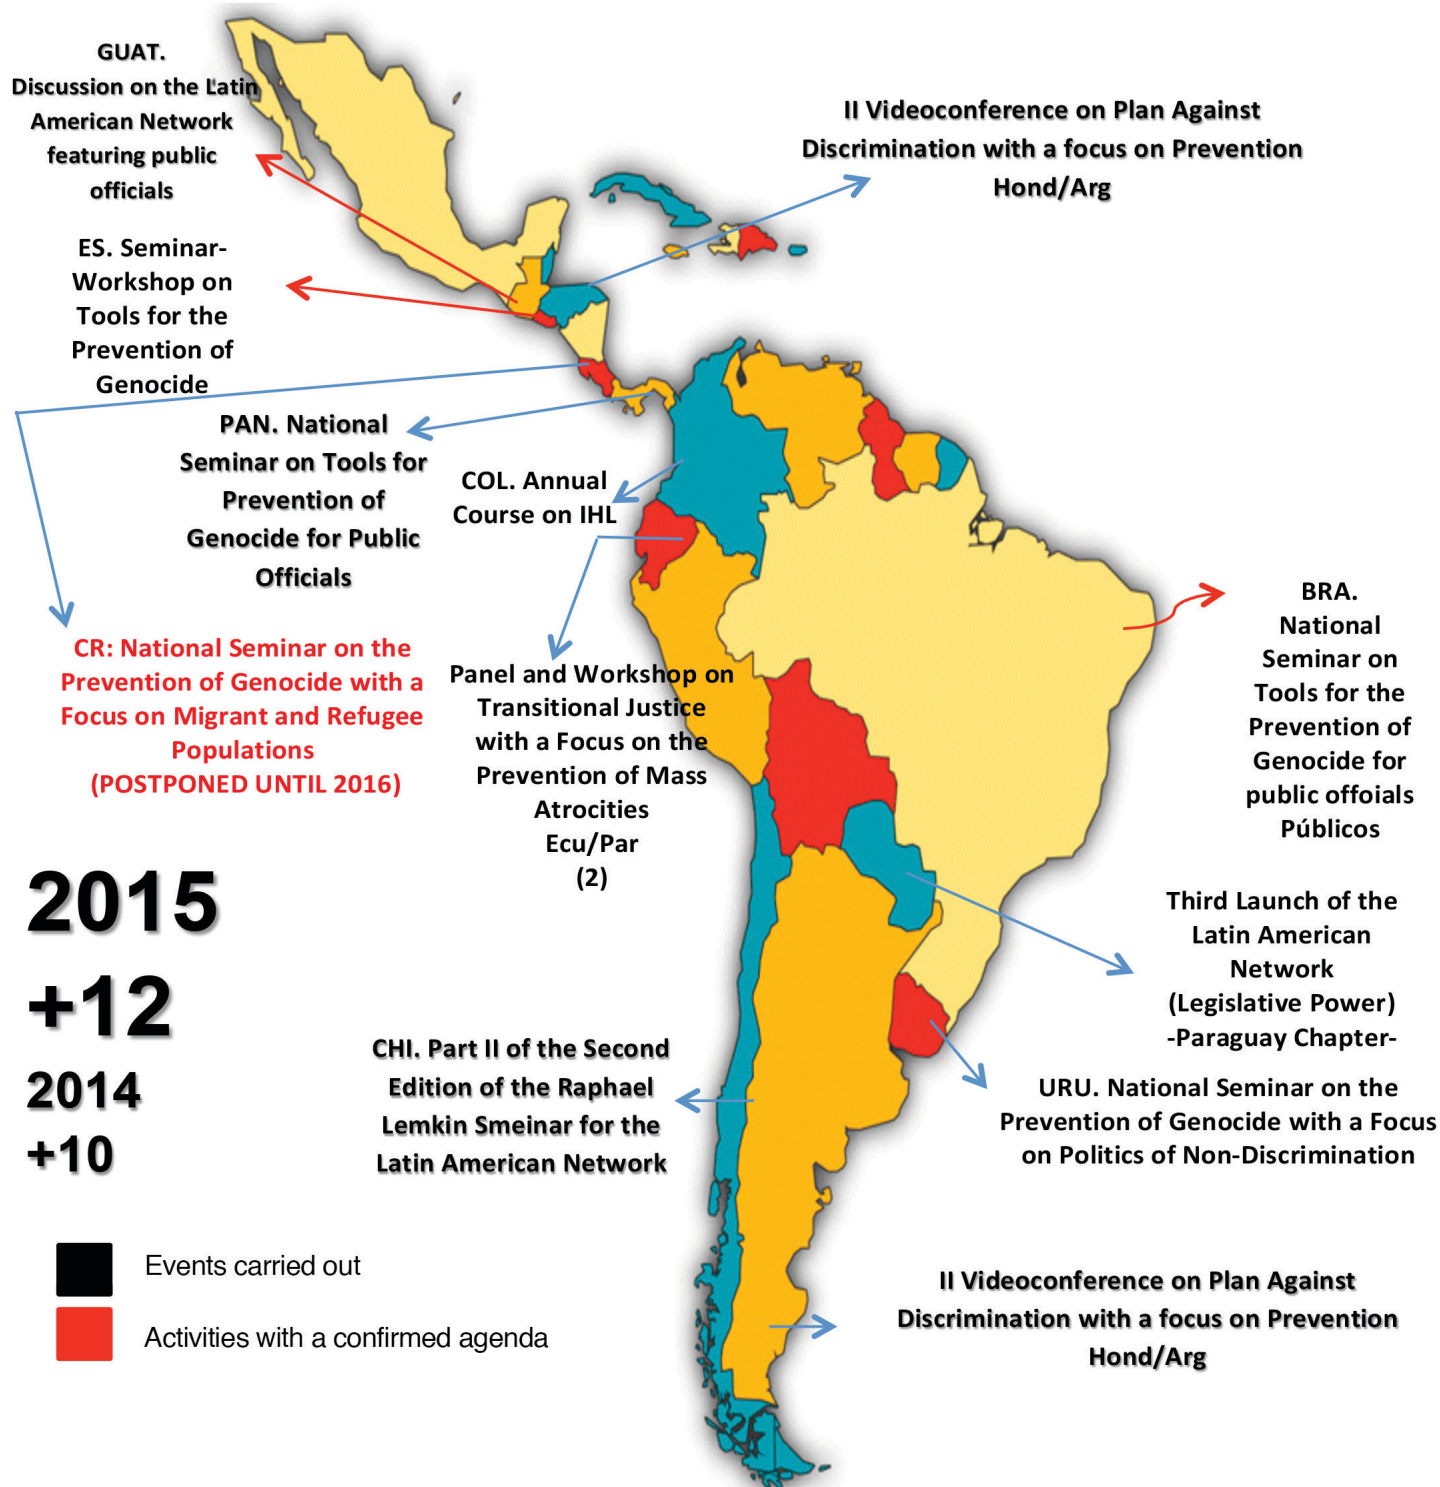 GUAT.
Discussion on the Latin
American Network
featuring public
officials
II Videoconference on Plan Against
Discrimination with a focus on Prevention
Hond/Arg
ES. Seminar-
Workshop on
Tools for the
Prevention of
Genocide
PAN. National
Seminar on Tools for
Prevention of
Genocide for Public
Officials
COL. Annual
Course on IHL
CR: National Seminar on the
Prevention of Genocide with a
Focus on Migrant and Refugee
Populations
(POSTPONED UNTIL 2016)
Panel and Workshop on
Transitional Justice
with a Focus on the
Prevention of Mass
Atrocities
Ecu/Par
(2)
BRA.
National
Seminar on
Tools for the
Prevention of
Genocide for
public offoials
Públicos
2015
+12
2014
+10
Third Launch of the
Latin American
Network
(Legislative Power)
-Paraguay Chapter-
CHI. Part II of the Second
Edition of the Raphael
Lemkin Smeinar for the
Latin American Network
URU. National Seminar on the
Prevention of Genocide with a Focus
on Politics of Non-Discrimination
Events carried out
Activities with a confirmed agenda
II Videoconference on Plan Against
Discrimination with a focus on Prevention
Hond/Arg